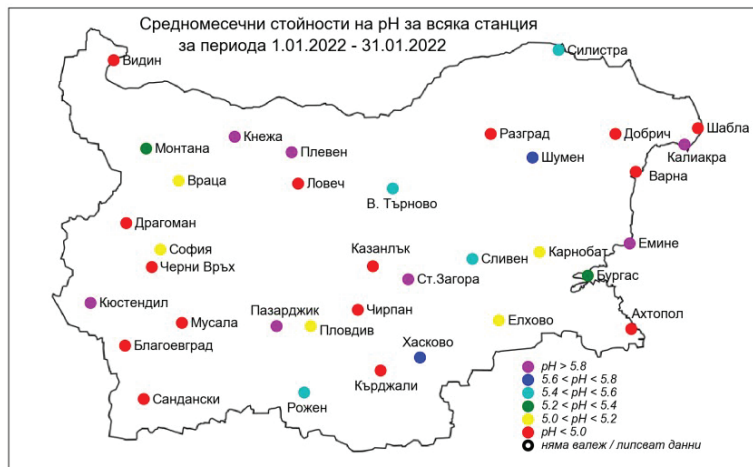 Средномесечни стойности на pH за всяка станция
за периода 1.01.2022 - 31.01.2022
Силистра
Видин
Шабла
Кнежа
Разград
Добрич
Монтана
Плевен
Калиакра
Шумен
Варна
Враца
Ловеч
В. Търново
Драгоман
Емине
София
Казанлък
Карнобат
Сливен
Черни Връх
Бургас
Ст.Загора
Кюстендил
Пазарджик
Чирпан
Ахтопол
Мусала
Пловдив
Елхово
Благоевград
Хасково
Кърджали
Сандански
Рожен
pH > 5.8
5.6 < pH < 5.8
5.4 < pH < 5.6
5.2 < pH < 5.4
5.0 < pH < 5.2
pH < 5.0
няма валеж / липсват данни